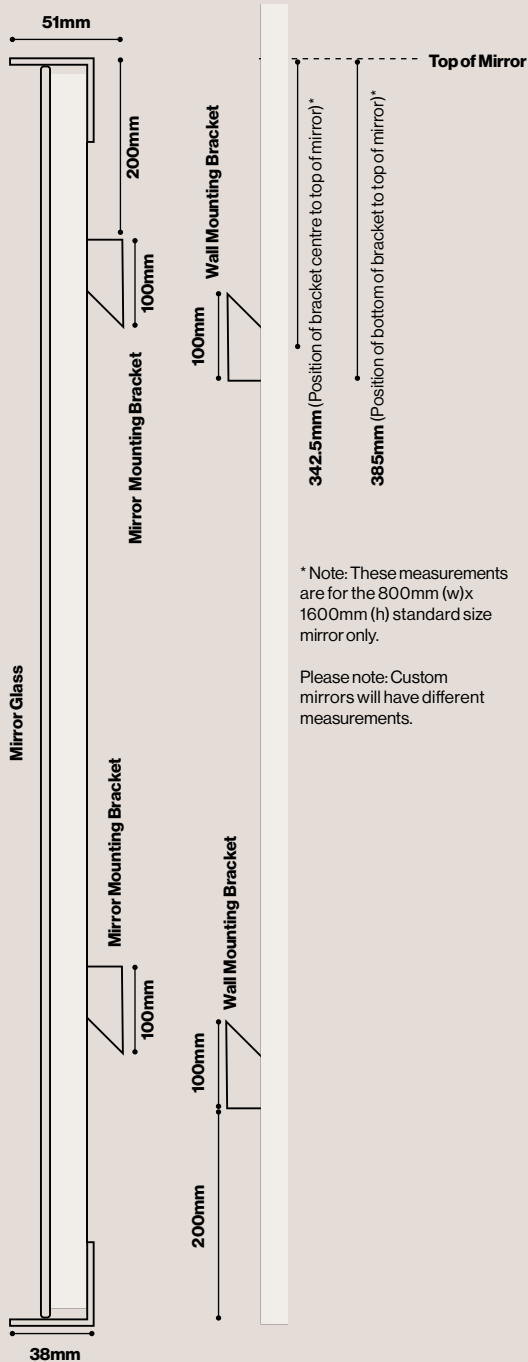 51mm
Top of Mirror
200mm
100mm
Mirror Mounting Bracket
Wall Mounting Bracket
100mm
342.5mm (Position of bracket centre to top of mirror)*
385mm (Position of bottom of bracket to top of mirror)*
* Note: These measurements
are for the 800mm (w)x
1600mm (h) standard size
mirror only.
Please note: Custom
mirrors will have different
measurements.
Mirror Glass
Mirror Mounting Bracket
100mm
Wall Mounting Bracket
100mm
200mm
38mm